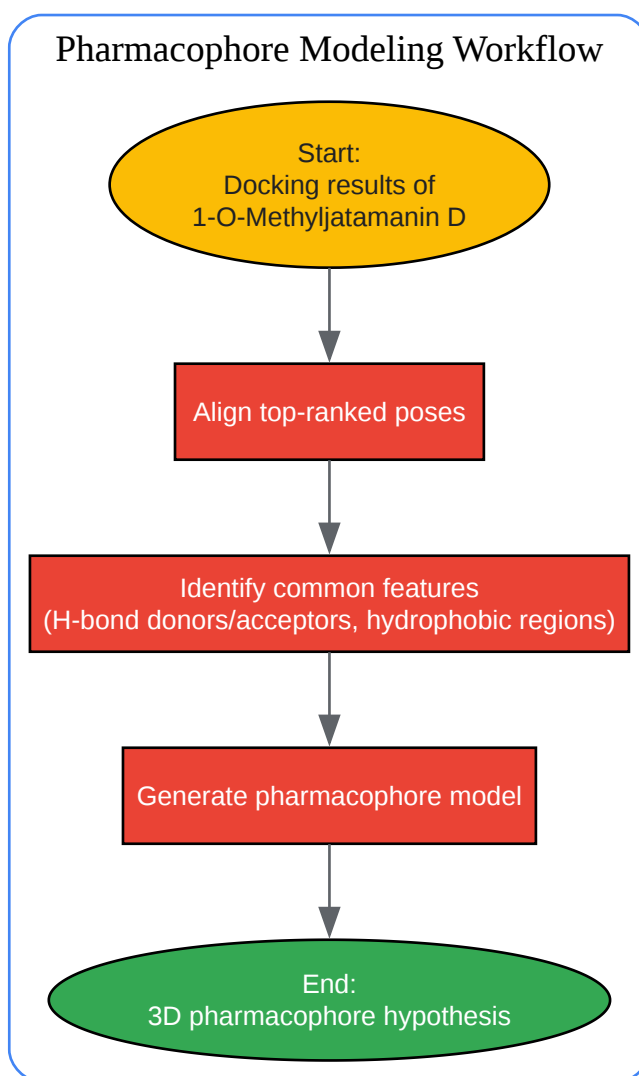 Pharmacophore Modeling Workflow
Start:
Docking results of
1-O-Methyljatamanin D
Align top-ranked poses
Identify common features
(H-bond donors/acceptors, hydrophobic regions)
Generate pharmacophore model
End:
3D pharmacophore hypothesis